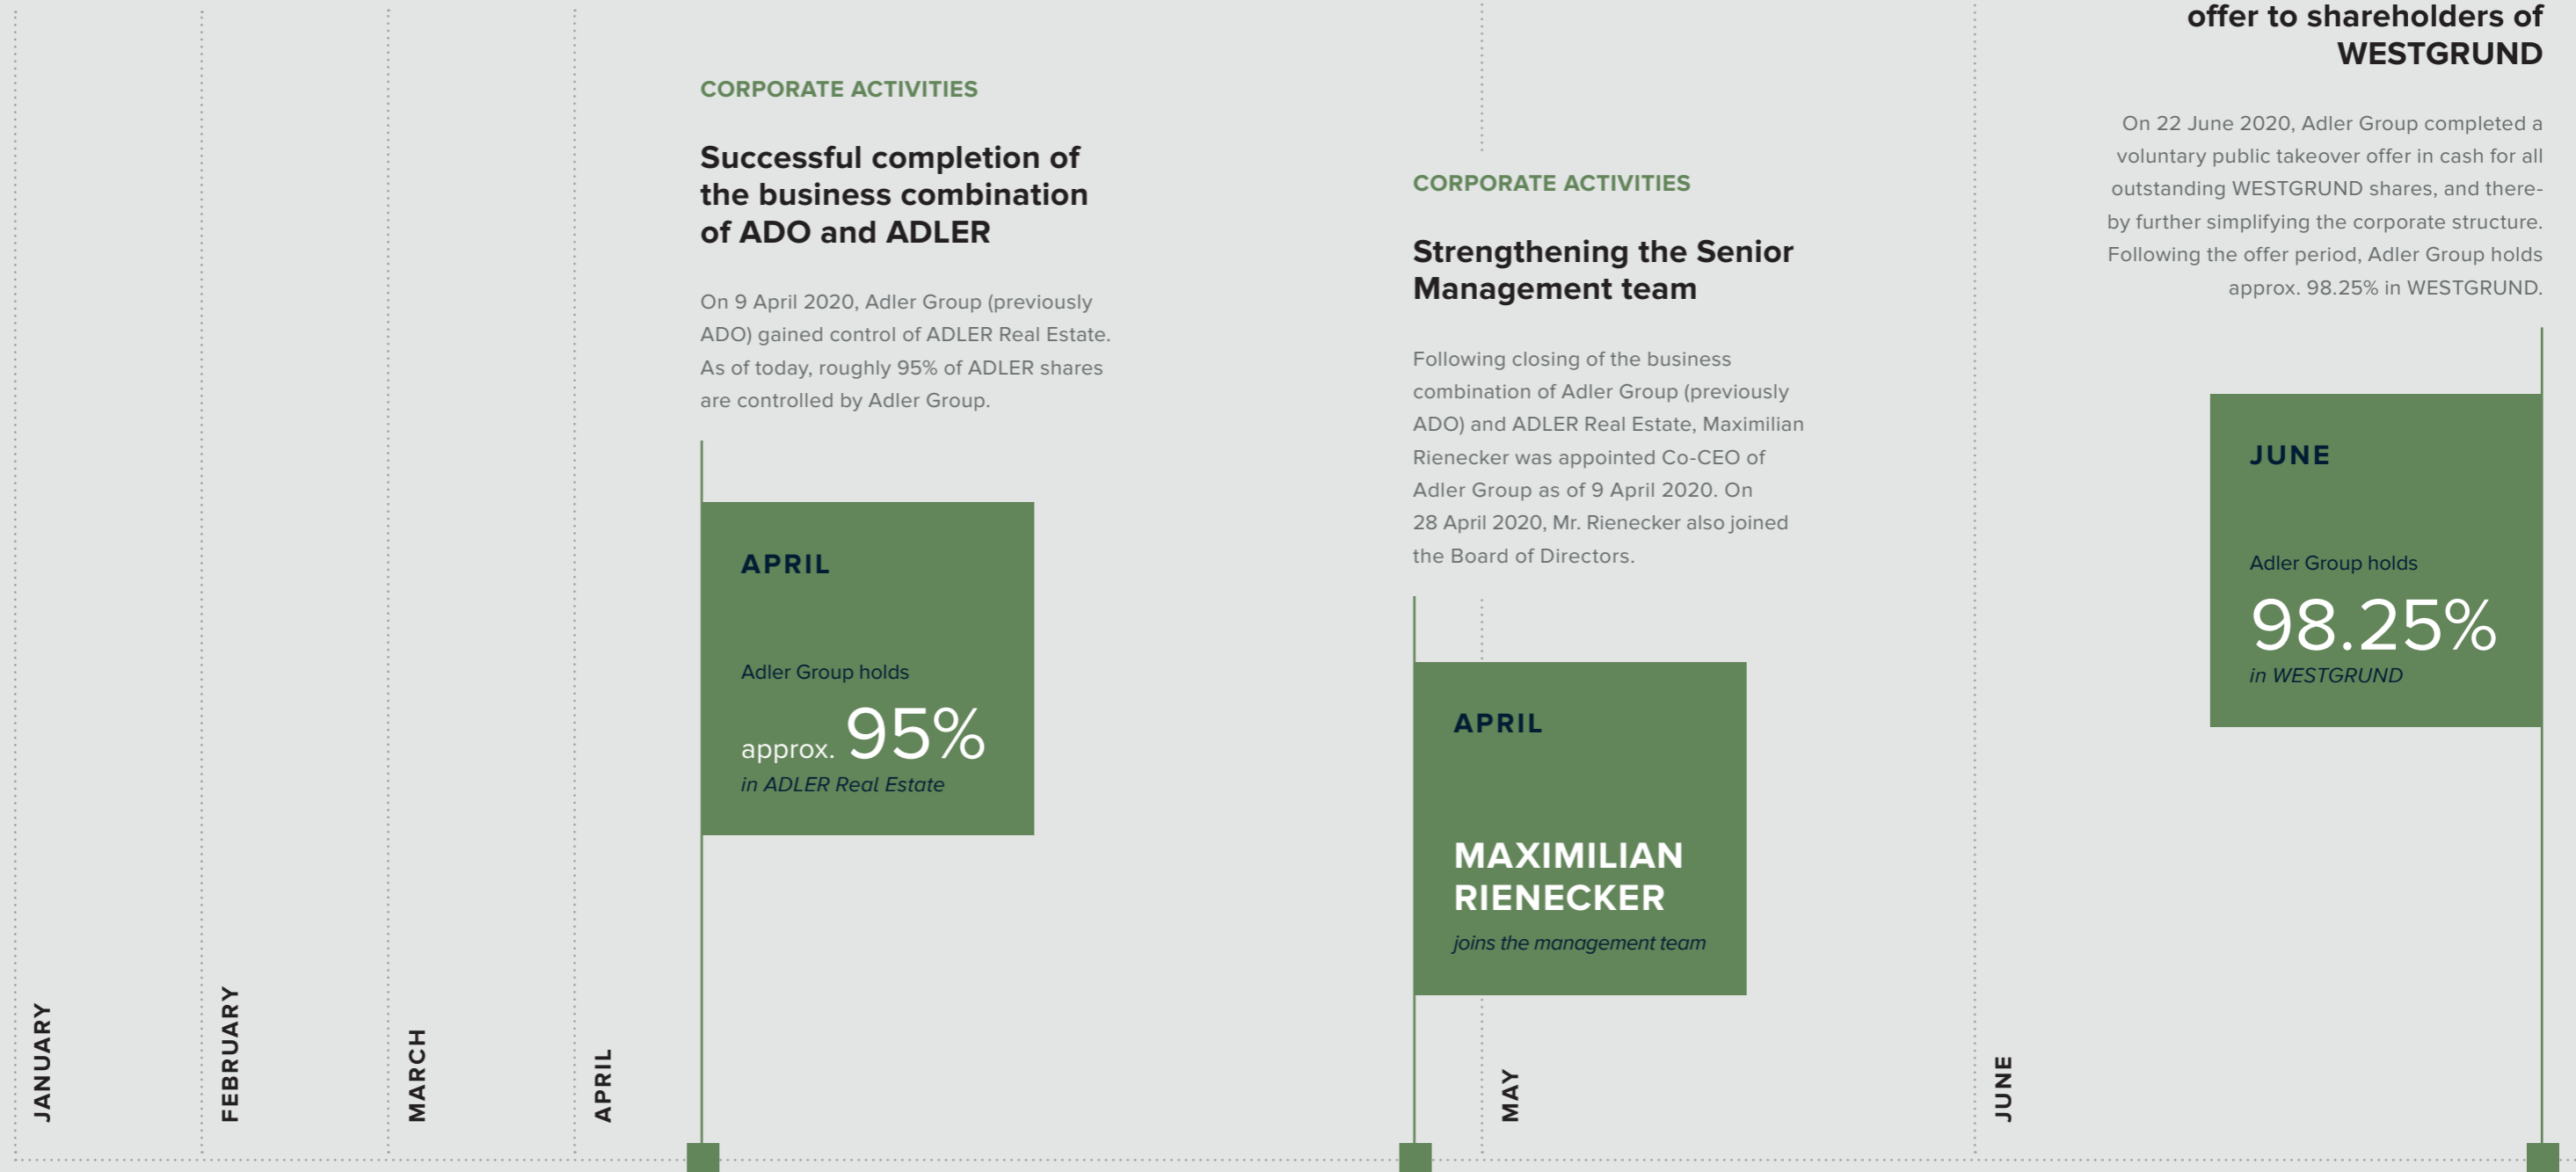 CORPORATE ACTIVITIES
Successful completion of
the business combination
of ADO and ADLER
On 9 April 2020, Adler Group (previously
ADO) gained control of ADLER Real Estate.
As of today, roughly 95% of ADLER shares
are controlled by Adler Group.
APRIL
Adler Group holds
approx. 95%
in ADLER Real Estate
CORPORATE ACTIVITIES
Strengthening the Senior
Management team
Following closing of the business
combination of Adler Group (previously
ADO) and ADLER Real Estate, Maximilian
Rienecker was appointed Co-CEO of
Adler Group as of 9 April 2020. On
28 April 2020, Mr. Rienecker also joined
the Board of Directors.
APRIL
MAXIMILIAN
RIENECKER
joins the management team
offer to shareholders of
WESTGRUND
On 22 June 2020, Adler Group completed a
voluntary public takeover offer in cash for all
outstanding WESTGRUND shares, and there-
by further simplifying the corporate structure.
Following the offer period, Adler Group holds
approx. 98.25% in WESTGRUND.
JUNE
Adler Group holds
98.25%
in WESTGRUND
JANUARY
FEBRUARY
MARCH
APRIL
MAY
JUNE